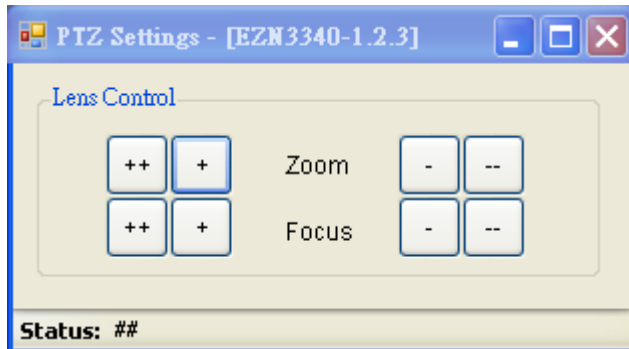 PTZ Settings - [EZN3340-1.2.3]
Lens Control
++ + Zoom - --
++ + Focus - --
Status: ##